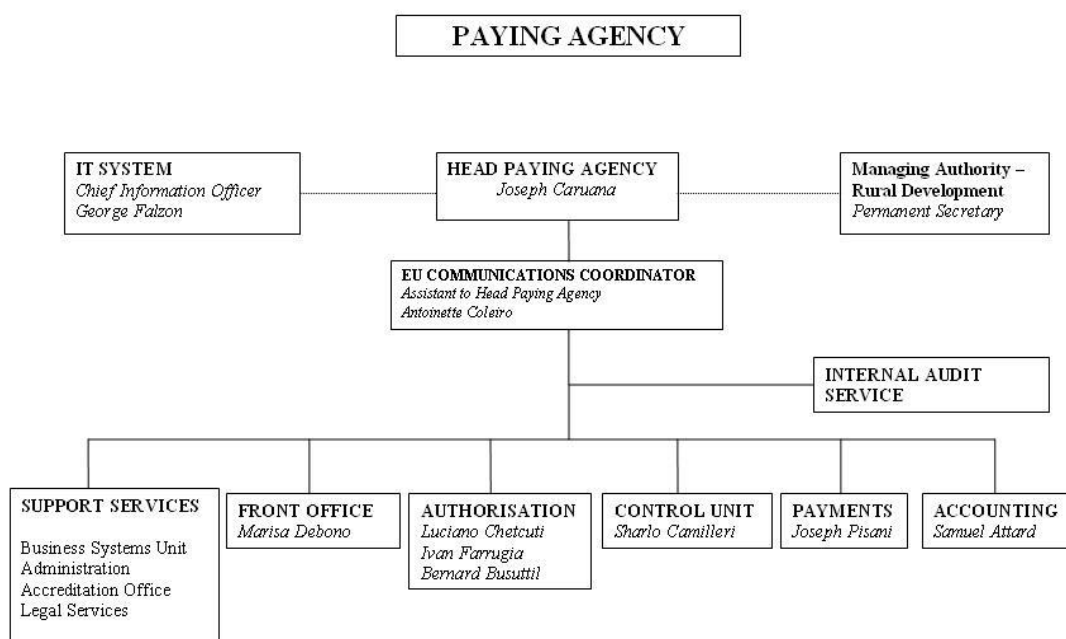 PAYING AGENCY
IT SYSTEM
Chief Information Officer
George Falzon
HEAD PAYING AGENCY
Joseph Caruana
Managing Authority –
Rural Development
Permanent Secretary
EU COMMUNICATIONS COORDINATOR
Assistant to Head Paying Agency
Antoinette Coleiro
INTERNAL AUDIT
SERVICE
SUPPORT SERVICES
Business Systems Unit
Administration
Accreditation Office
Legal Services
FRONT OFFICE
Marisa Debono
AUTHORISATION
Luciano Chetcuti
Ivan Farrugia
Bernard Busuttil
CONTROL UNIT
Sharlo Camilleri
PAYMENTS
Joseph Pisani
ACCOUNTING
Samuel Attard